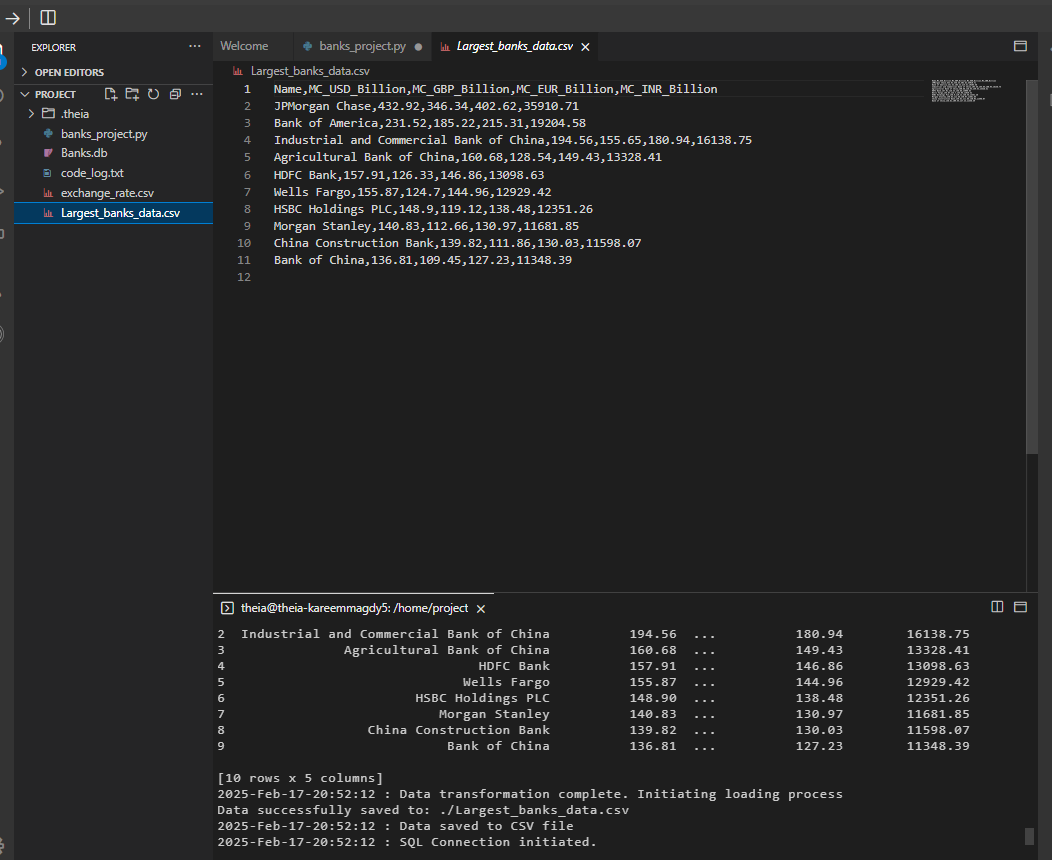 EXPLORER
...
OPEN EDITORS
PROJECT
...
.theia
banks_project.py
Banks.db
code_log.txt
exchange_rate.csv
Largest_banks_data.csv
Welcome
banks_project.py
Largest_banks_data.csv
Largest_banks_data.csv
1 Name,MC_USD_Billion,MC_GBP_Billion,MC_EUR_Billion,MC_INR_Billion
2 JPMorgan Chase,432.92,346.34,402.62,35910.71
3 Bank of America,231.52,185.22,215.31,19204.58
4 Industrial and Commercial Bank of China,194.56,155.65,180.94,16138.75
5 Agricultural Bank of China,160.68,128.54,149.43,13328.41
6 HDFC Bank,157.91,126.33,146.86,13098.63
7 Wells Fargo,155.87,124.7,144.96,12929.42
8 HSBC Holdings PLC,148.9,119.12,138.48,12351.26
9 Morgan Stanley,140.83,112.66,130.97,11681.85
10 China Construction Bank,139.82,111.86,130.03,11598.07
11 Bank of China,136.81,109.45,127.23,11348.39
12
theia@theia-kareemmagdy5: /home/project
2 Industrial and Commercial Bank of China 194.56 ... 180.94 16138.75
3 Agricultural Bank of China 160.68 ... 149.43 13328.41
4 HDFC Bank 157.91 ... 146.86 13098.63
5 Wells Fargo 155.87 ... 144.96 12929.42
6 HSBC Holdings PLC 148.90 ... 138.48 12351.26
7 Morgan Stanley 140.83 ... 130.97 11681.85
8 China Construction Bank 139.82 ... 130.03 11598.07
9 Bank of China 136.81 ... 127.23 11348.39
[10 rows x 5 columns]
2025-Feb-17-20:52:12 : Data transformation complete. Initiating loading process
Data successfully saved to: ./Largest_banks_data.csv
2025-Feb-17-20:52:12 : Data saved to CSV file
2025-Feb-17-20:52:12 : SQL Connection initiated.